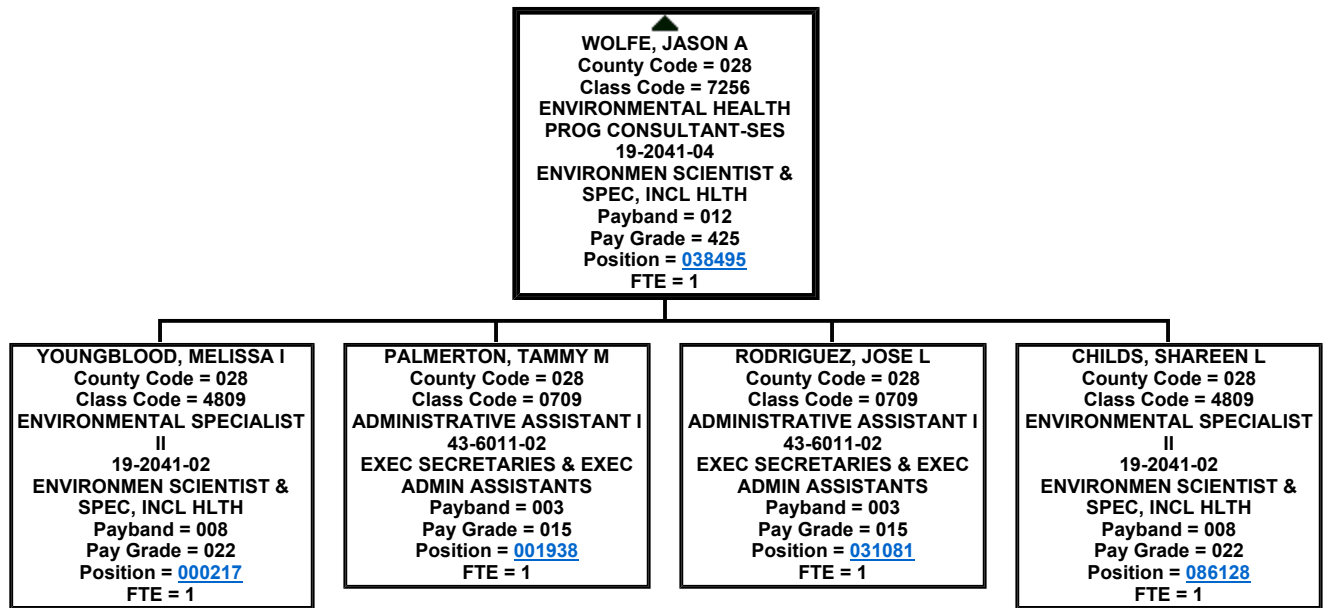 WOLFE, JASON A
County Code = 028
Class Code = 7256
ENVIRONMENTAL HEALTH
PROG CONSULTANT-SES
19-2041-04
ENVIRONMEN SCIENTIST &
SPEC, INCL HLTH
Payband = 012
Pay Grade = 425
Position = 038495
FTE = 1
YOUNGBLOOD, MELISSA I
County Code = 028
Class Code = 4809
ENVIRONMENTAL SPECIALIST
II
19-2041-02
ENVIRONMEN SCIENTIST &
SPEC, INCL HLTH
Payband = 008
Pay Grade = 022
Position = 000217
FTE = 1
PALMERTON, TAMMY M
County Code = 028
Class Code = 0709
ADMINISTRATIVE ASSISTANT I
43-6011-02
EXEC SECRETARIES & EXEC
ADMIN ASSISTANTS
Payband = 003
Pay Grade = 015
Position = 001938
FTE = 1
RODRIGUEZ, JOSE L
County Code = 028
Class Code = 0709
ADMINISTRATIVE ASSISTANT I
43-6011-02
EXEC SECRETARIES & EXEC
ADMIN ASSISTANTS
Payband = 003
Pay Grade = 015
Position = 031081
FTE = 1
CHILDS, SHAREEN L
County Code = 028
Class Code = 4809
ENVIRONMENTAL SPECIALIST
II
19-2041-02
ENVIRONMEN SCIENTIST &
SPEC, INCL HLTH
Payband = 008
Pay Grade = 022
Position = 086128
FTE = 1